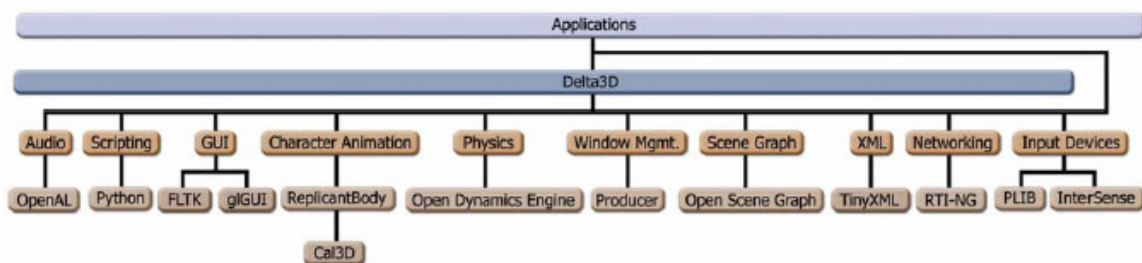 Applications
Delta3D
Audio Scripting GUI Character Animation Physics Window Mgmt. Scene Graph XML Networking Input Devices
OpenAL Python FLTK glGUI ReplicantBody Open Dynamics Engine Producer Open Scene Graph TinyXML RTI-NG PLIB InterSense
Cal3D